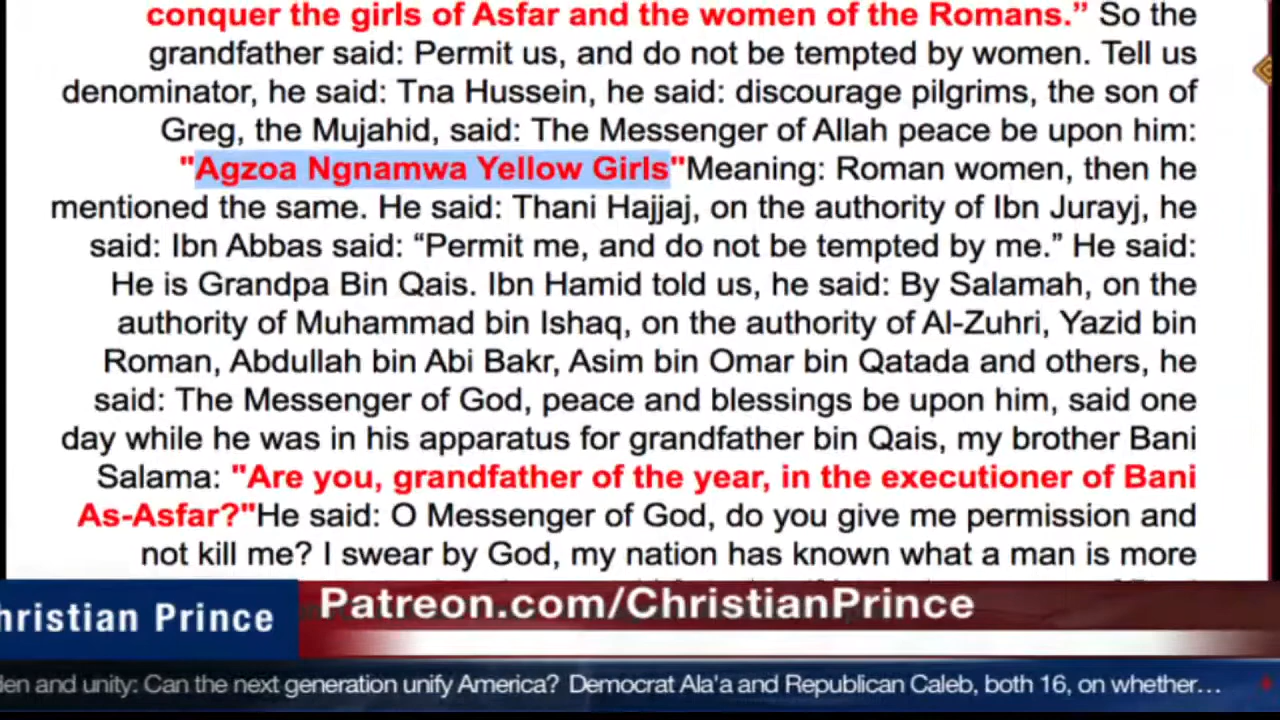 conquer the girls of Asfar and the women of the Romans.” So the
grandfather said: Permit us, and do not be tempted by women. Tell us
denominator, he said: Tna Hussein, he said: discourage pilgrims, the son of
Greg, the Mujahid, said: The Messenger of Allah peace be upon him:
"Agzoa Ngnamwa Yellow Girls"Meaning: Roman women, then he
mentioned the same. He said: Thani Hajjaj, on the authority of Ibn Jurayj, he
said: Ibn Abbas said: “Permit me, and do not be tempted by me.” He said:
He is Grandpa Bin Qais. Ibn Hamid told us, he said: By Salamah, on the
authority of Muhammad bin Ishaq, on the authority of Al-Zuhri, Yazid bin
Roman, Abdullah bin Abi Bakr, Asim bin Omar bin Qatada and others, he
said: The Messenger of God, peace and blessings be upon him, said one
day while he was in his apparatus for grandfather bin Qais, my brother Bani
Salama: "Are you, grandfather of the year, in the executioner of Bani
As-Asfar?"He said: O Messenger of God, do you give me permission and
not kill me? I swear by God, my nation has known what a man is more
hristian Prince
Patreon.com/ChristianPrince
den and unity: Can the next generation unify America? Democrat Ala'a and Republican Caleb, both 16, on whether...